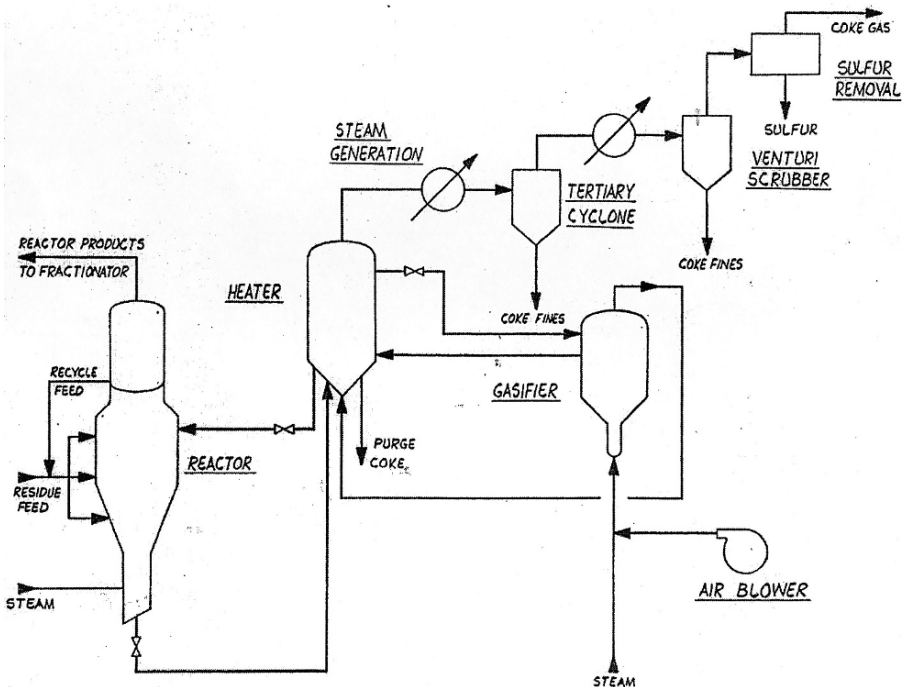 COKE GAS
SULFUR
REMOVAL
SULFUR
VENTURI
SCRUBBER
STEAM
GENERATION
TERTIARY
CYCLONE
COKE FINES
REACTOR PRODUCTS
TO FRACTIONATOR
HEATER
COKE FINES
RECYCLE
FEED
GASIFIER
PURGE
COKE
REACTOR
RESIDUE
FEED
AIR BLOWER
STEAM
STEAM